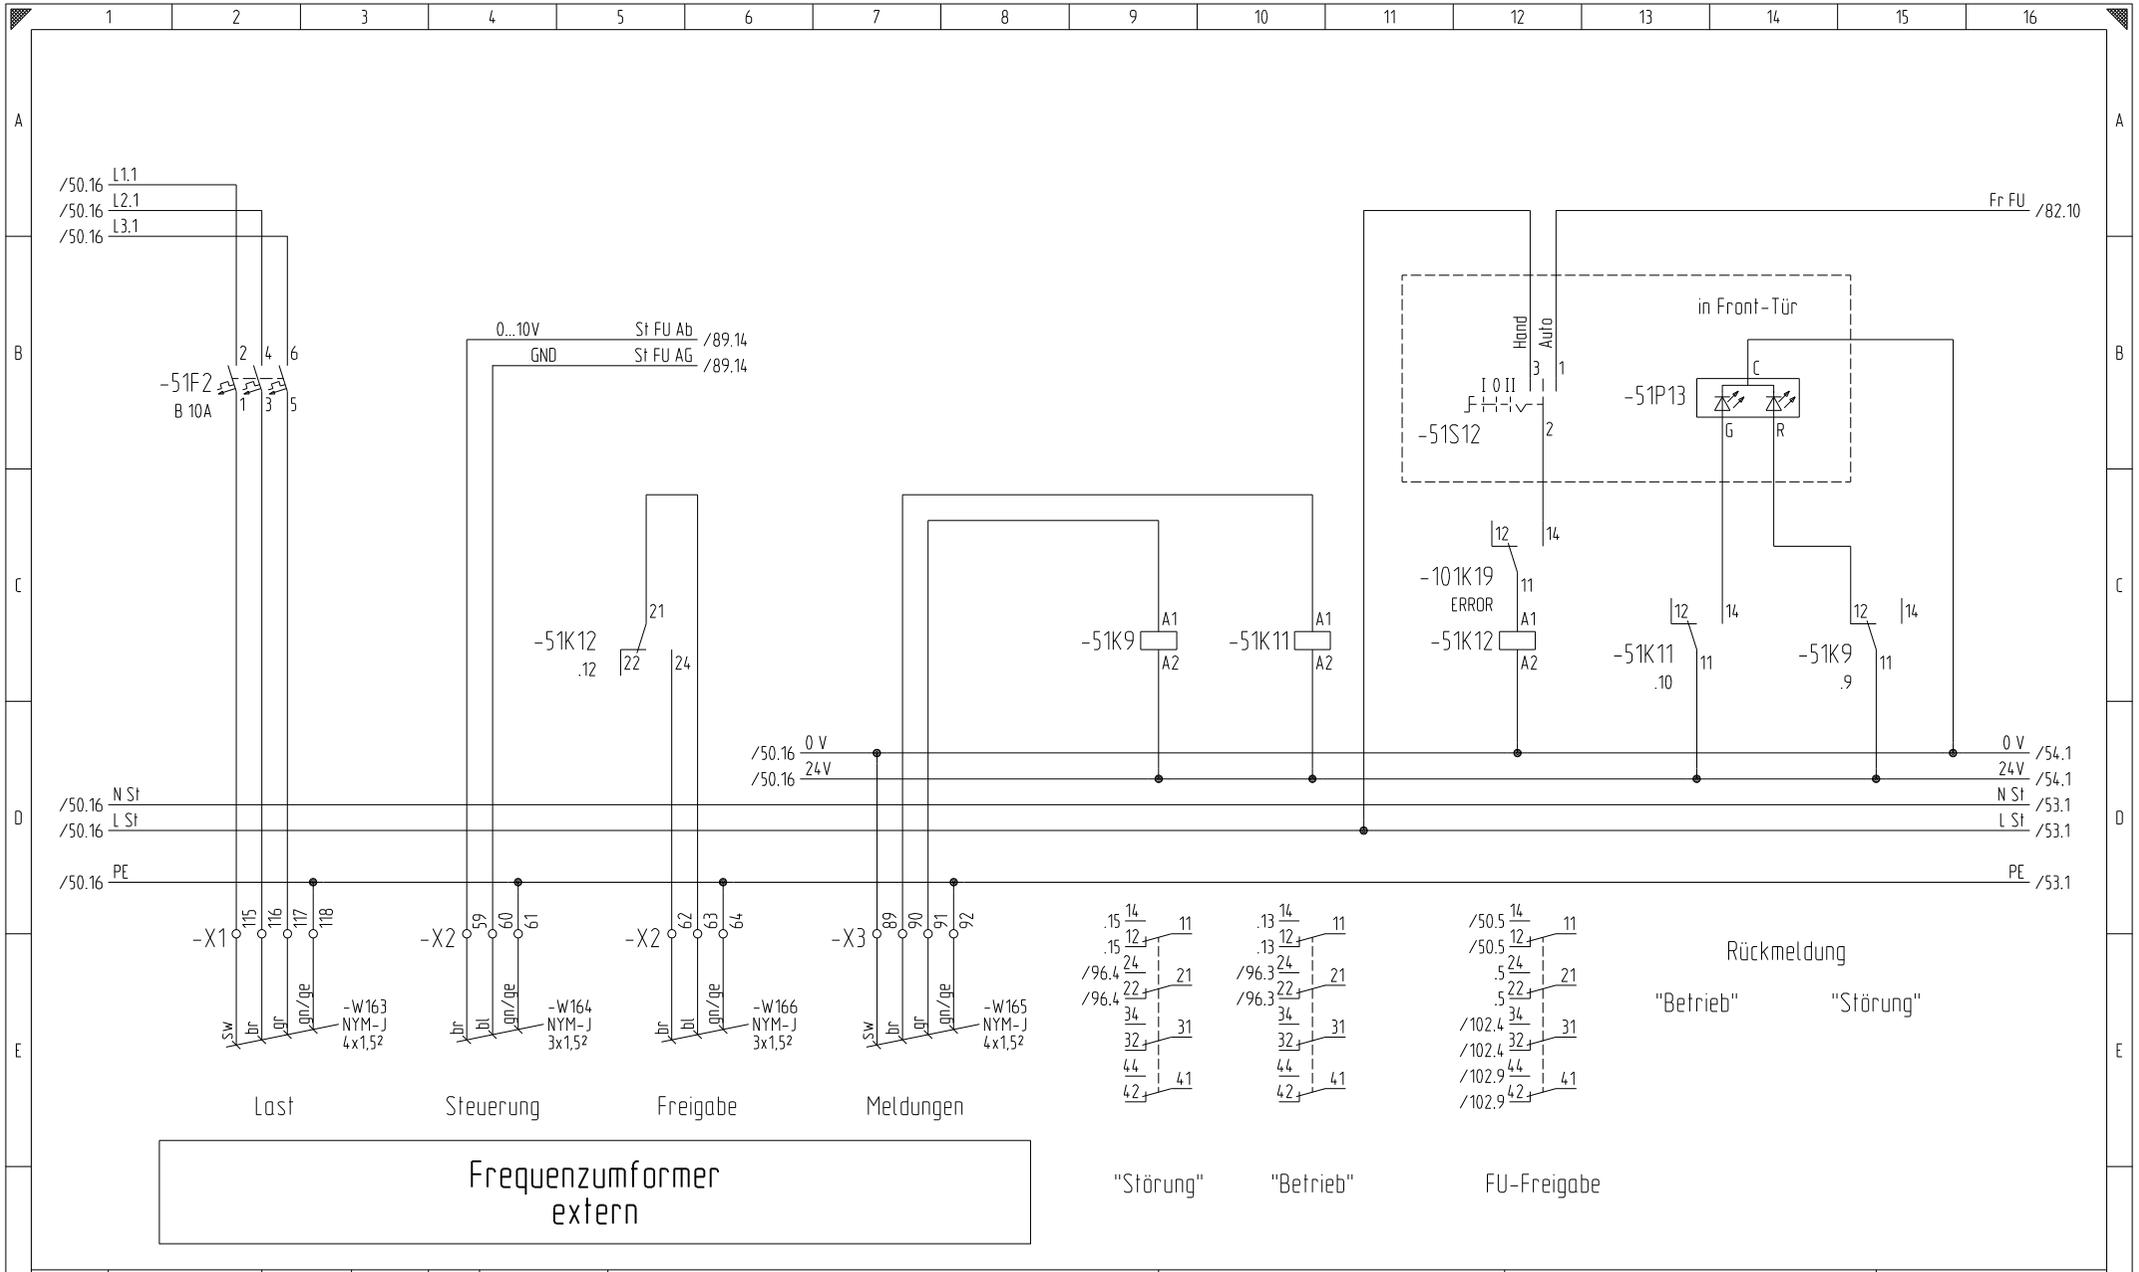 1 2 3 4 5 6 7 8 9 10 11 12 13 14 15 16
A A
B B
C C
D D
E E
/50.16 L1.1
/50.16 L2.1
/50.16 L3.1
Fr FU /82.10
in Front-Tür
0...10V St FU Ab /89.14
GND St FU AG /89.14
Hand Auto
2 4 6
-51F2
B 10A
1 3 5
3 1
I 0 II
-51S12
2
C
-51P13
G R
12 14
-101K19 11
ERROR
21
-51K12
.12
22 24
A1
-51K9
A2
A1
-51K11
A2
A1
-51K12
A2
12 14
-51K11 11
.10
12 14
-51K9 11
.9
/50.16 0 V 0 V /54.1
/50.16 24V 24V /54.1
/50.16 N St N St /53.1
/50.16 L St L St /53.1
/50.16 PE PE /53.1
-X1 115 116 117 118
-X2 59 60 61
-X2 62 63 64
-X3 89 90 91 92
sw br gr gn/ge
-W163
NYM-J
4x1,5²
br bl gn/ge
-W164
NYM-J
3x1,5²
br bl gn/ge
-W166
NYM-J
3x1,5²
sw br gr gn/ge
-W165
NYM-J
4x1,5²
.15 14 11
.15 12
/96.4 24 21
/96.4 22
34 31
32
44 41
42
.13 14 11
.13 12
/96.3 24 21
/96.3 22
34 31
32
44 41
42
/50.5 14 11
/50.5 12
.5 24 21
.5 22
/102.4 34 31
/102.4 32
/102.9 44 41
/102.9 42
Rückmeldung
"Betrieb" "Störung"
Last Steuerung Freigabe Meldungen
Frequenzumformer
extern
"Störung" "Betrieb" FU-Freigabe